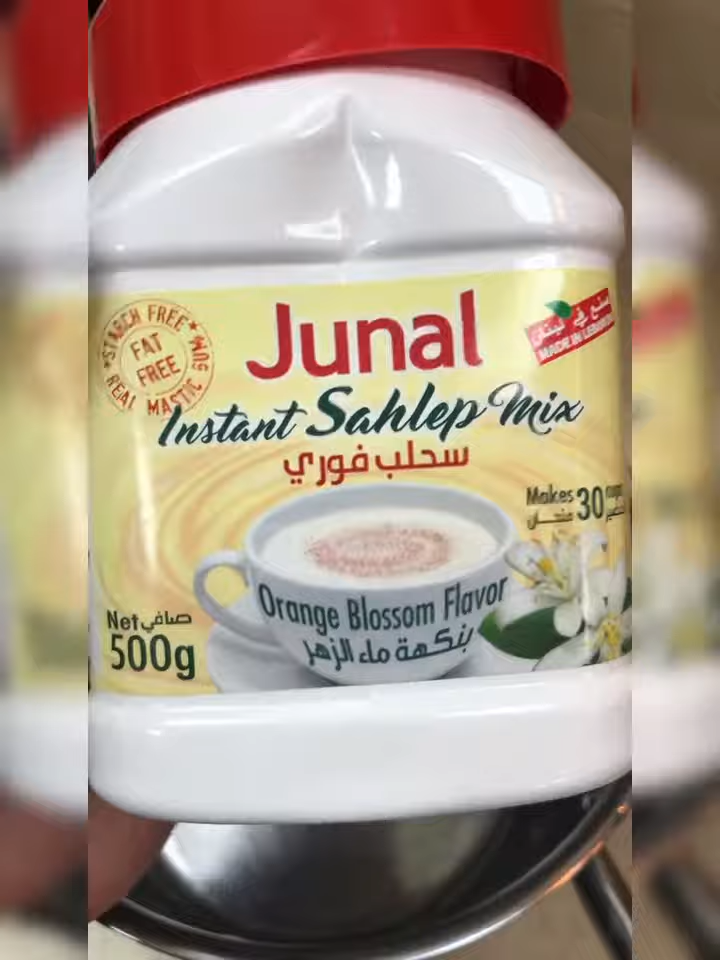 Junal
صنع في لبنان
MADE IN LEBANON
STARCH FREE
FAT
FREE
REAL MASTIC GUM
Instant Sahlep Mix
سحلب فوري
Makes 30
فنجان
Orange Blossom Flavor
بنكهة ماء الزهر
Net صافي
500g